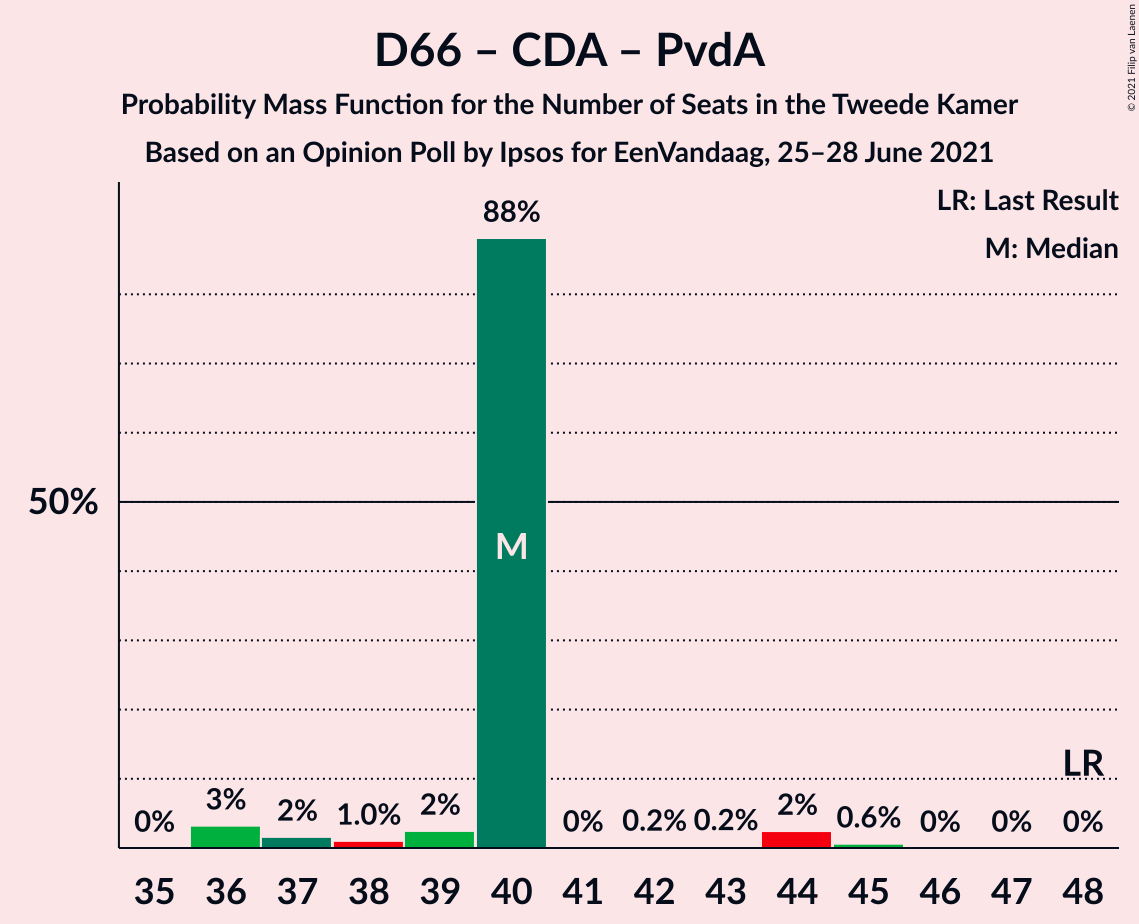 D66 – CDA – PvdA
Probability Mass Function for the Number of Seats in the Tweede Kamer
Based on an Opinion Poll by Ipsos for EenVandaag, 25–28 June 2021
© 2021 Filip van Laenen
LR: Last Result
M: Median
88%
50%
M
LR
0% 3% 2% 1.0% 2% 0% 0.2% 0.2% 2% 0.6% 0% 0% 0%
35 36 37 38 39 40 41 42 43 44 45 46 47 48